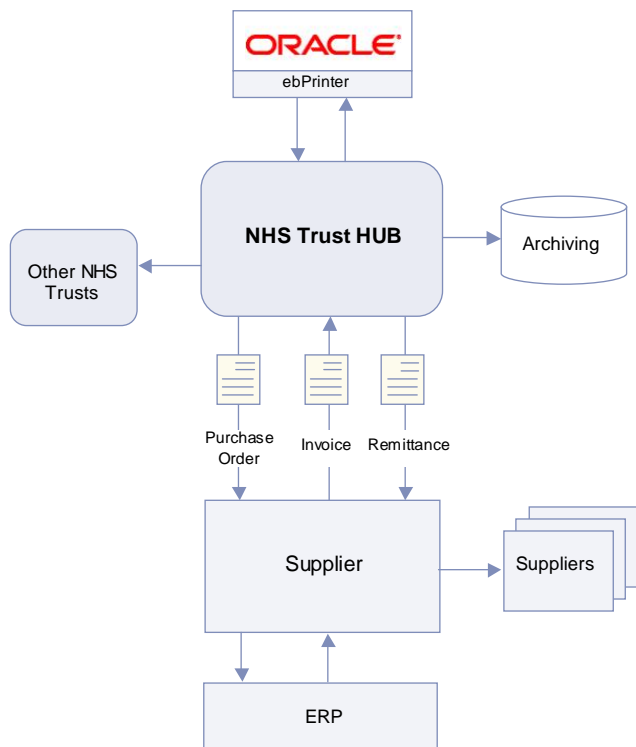 ORACLE
ebPrinter
NHS Trust HUB
Archiving
Other NHS
Trusts
Purchase
Order
Invoice
Remittance
Supplier
Suppliers
ERP